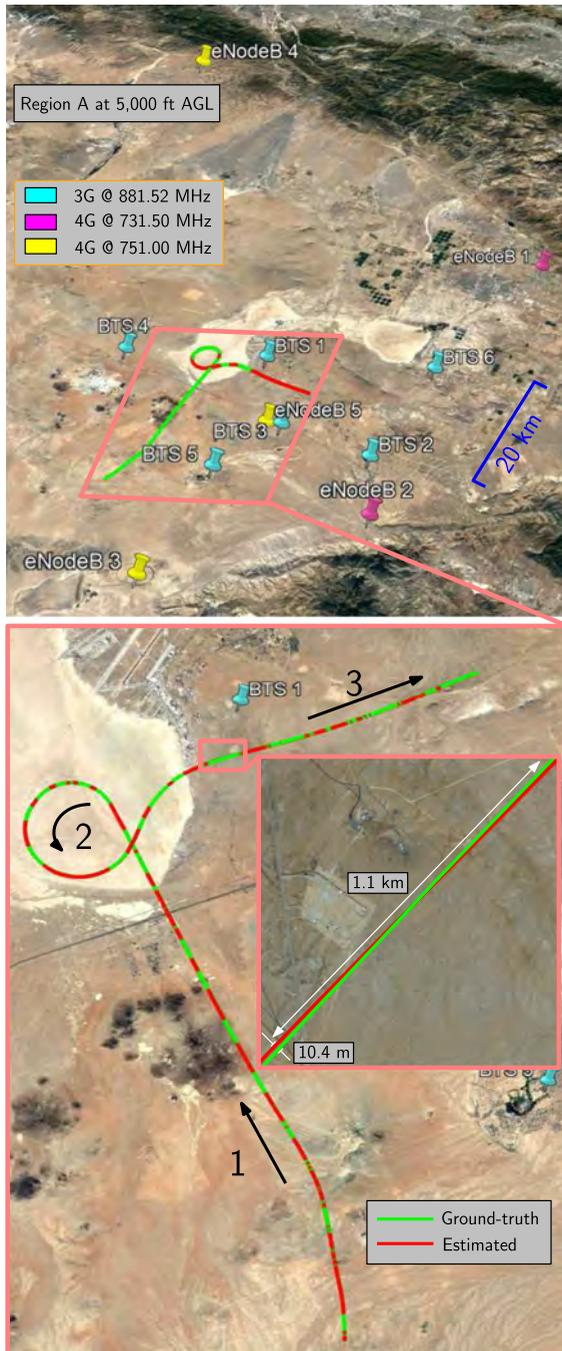 eNodeB 4
Region A at 5,000 ft AGL
3G @ 881.52 MHz
4G @ 731.50 MHz
4G @ 751.00 MHz
eNodeB 1
BTS 4
BTS 1
BTS 6
eNodeB 5
BTS 3
BTS 2
BTS 5
20 km
eNodeB 2
eNodeB 3
3
BTS 1
2
1.1 km
10.4 m
1
Ground-truth
Estimated